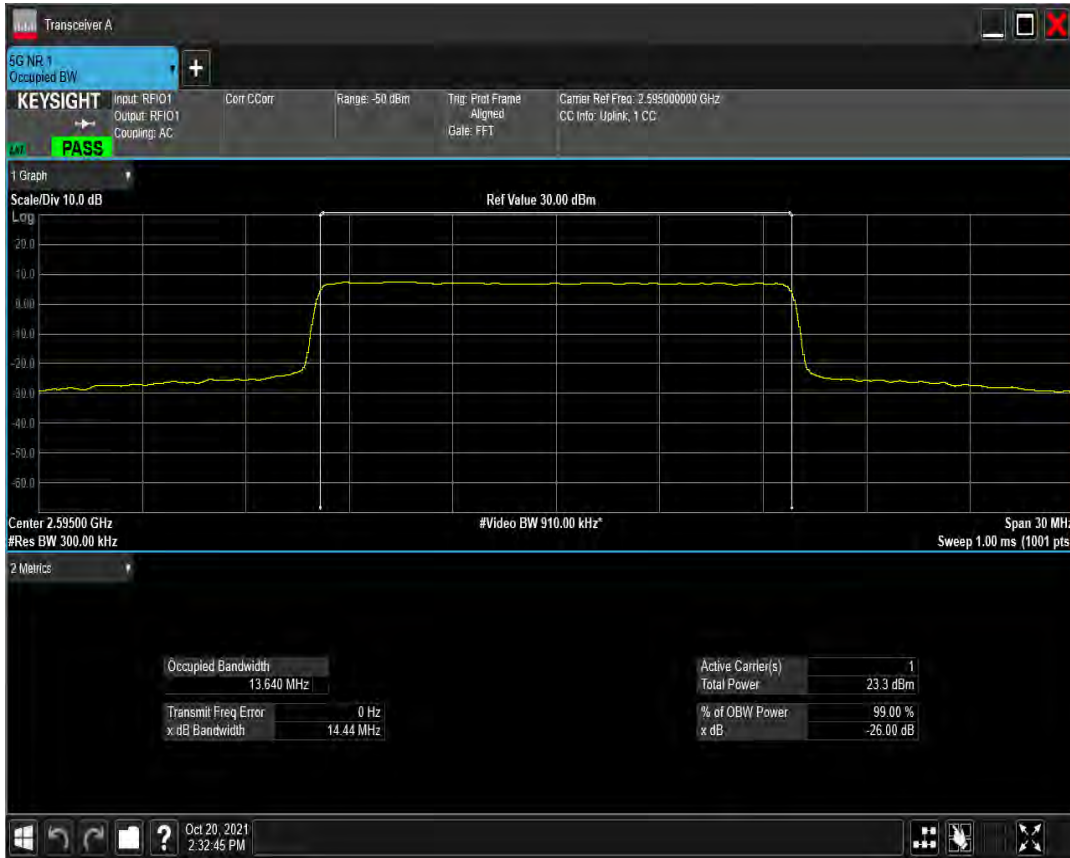 Transceiver A
5G NR 1
Occupied BW
+
KEYSIGHT
Input: RFIO1
Output: RFIO1
Coupling: AC
Corr CCorr
Range: -50 dBm
Trig: Prot Frame
Aligned
Gate: FFT
Carrier Ref Freq: 2.595000000 GHz
CC Info: Uplink, 1 CC
PASS
1 Graph
Scale/Div 10.0 dB
Ref Value 30.00 dBm
Log
20.0
10.0
0.00
-10.0
-20.0
-30.0
-40.0
-50.0
-60.0
Center 2.59500 GHz
#Video BW 910.00 kHz*
Span 30 MHz
#Res BW 300.00 kHz
Sweep 1.00 ms (1001 pts
2 Metrics
Occupied Bandwidth
13.640 MHz
Transmit Freq Error 0 Hz
x dB Bandwidth 14.44 MHz
Active Carrier(s) 1
Total Power 23.3 dBm
% of OBW Power 99.00 %
x dB -26.00 dB
?
Oct 20, 2021
2:32:45 PM